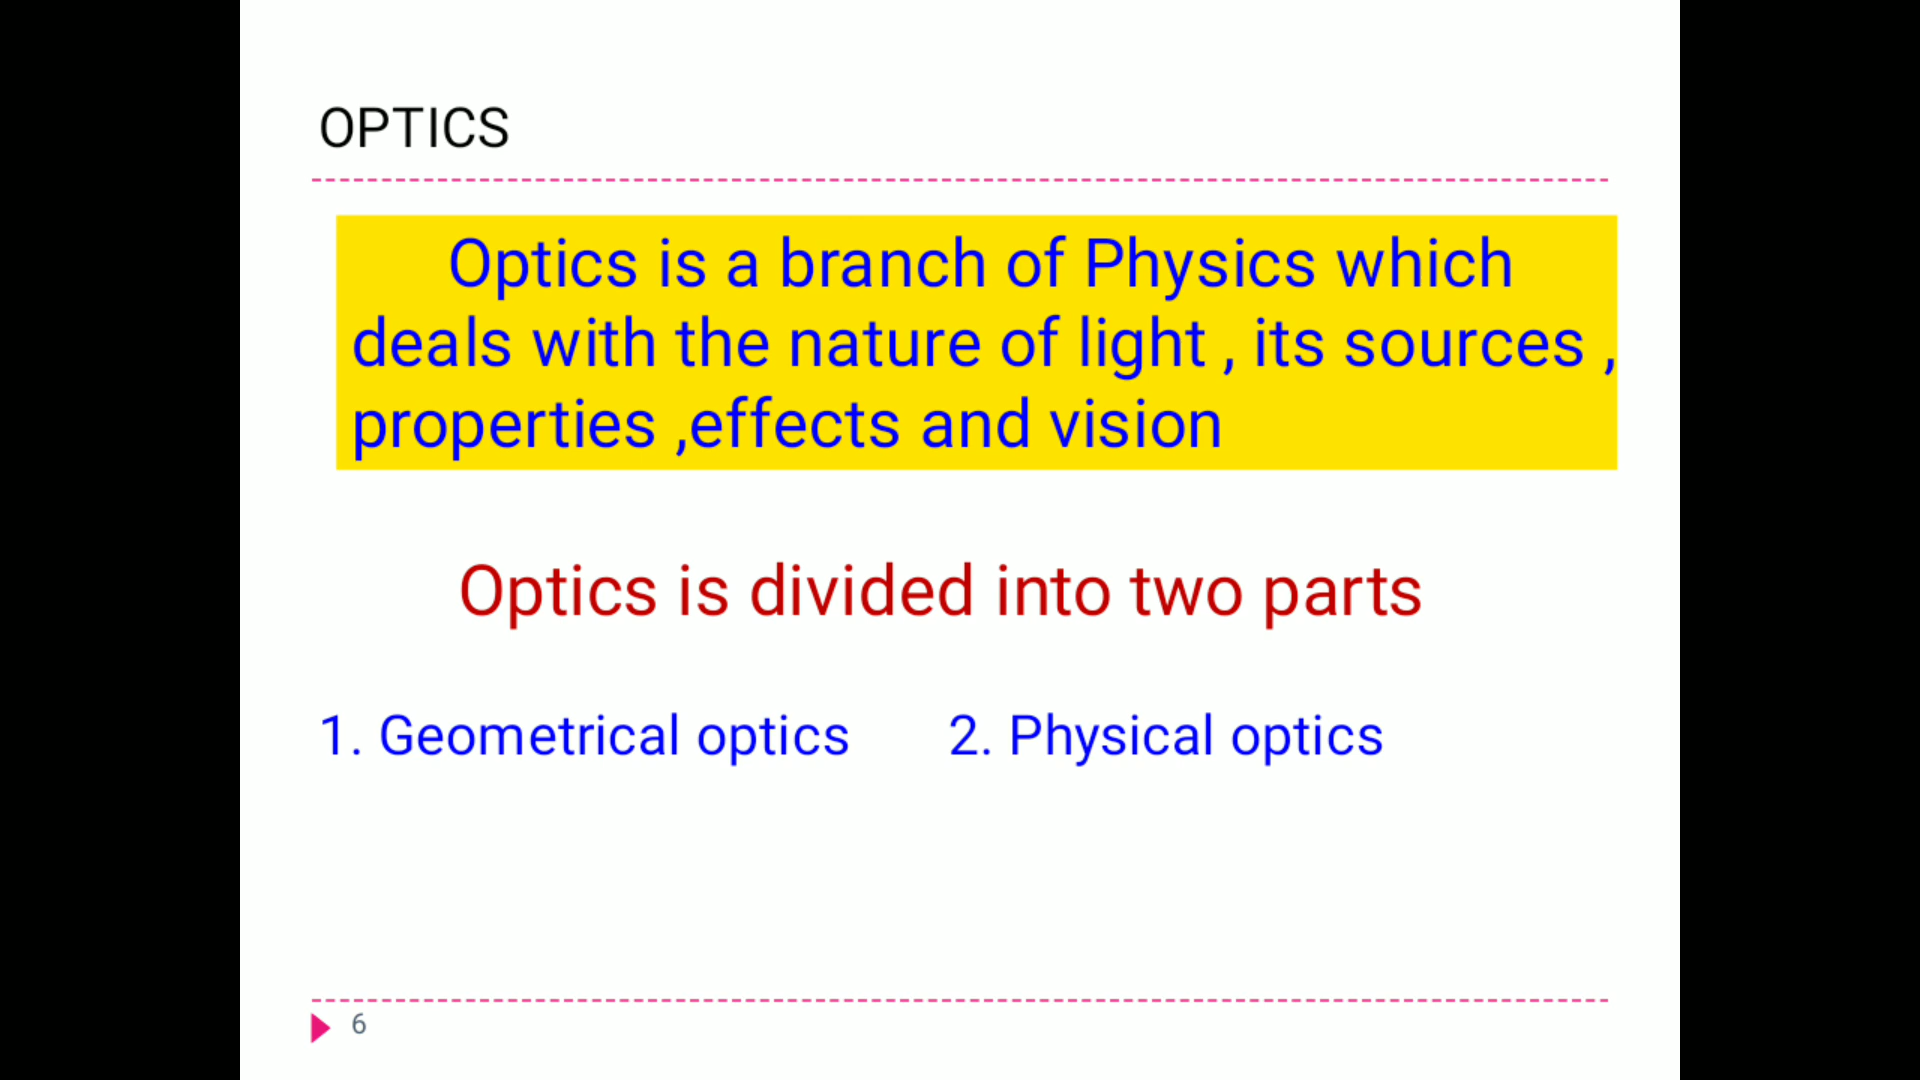 OPTICS
Optics is a branch of Physics which
deals with the nature of light , its sources ,
properties ,effects and vision
Optics is divided into two parts
1. Geometrical optics 2. Physical optics
6